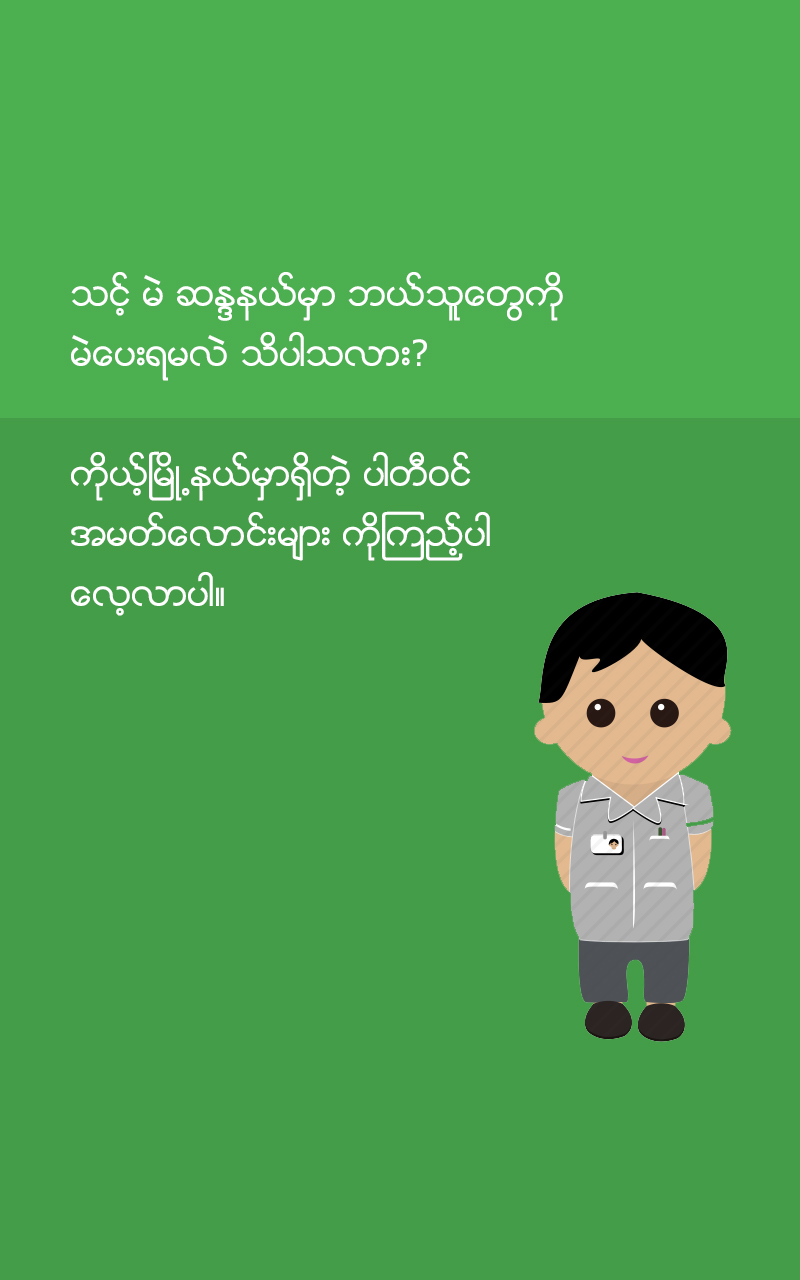 သင့် မဲ ဆန္ဒနယ်မှာ ဘယ်သူတွေကို
မဲပေးရမလဲ သိပါသလား?
ကိုယ့်မြို့နယ်မှာရှိတဲ့ ပါတီဝင်
အမတ်လောင်းများ ကိုကြည့်ပါ
လေ့လာပါ။